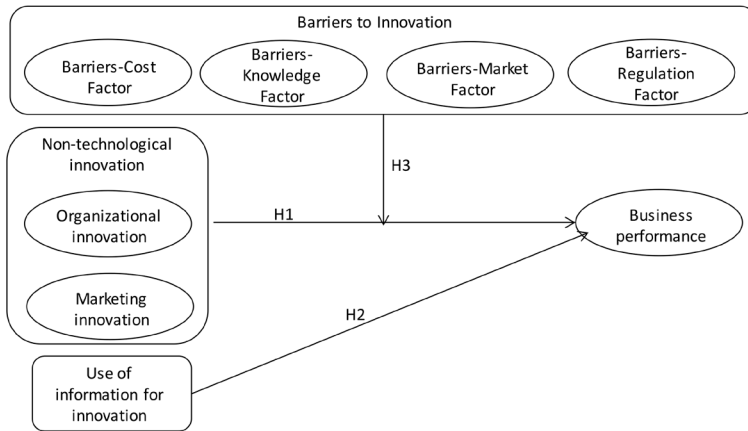 Barriers to Innovation
Barriers-Cost
Factor
Barriers-
Knowledge
Factor
Barriers-Market
Factor
Barriers-
Regulation
Factor
Non-technological
innovation
H3
Organizational
innovation
H1
Business
performance
Marketing
innovation
H2
Use of
information for
innovation